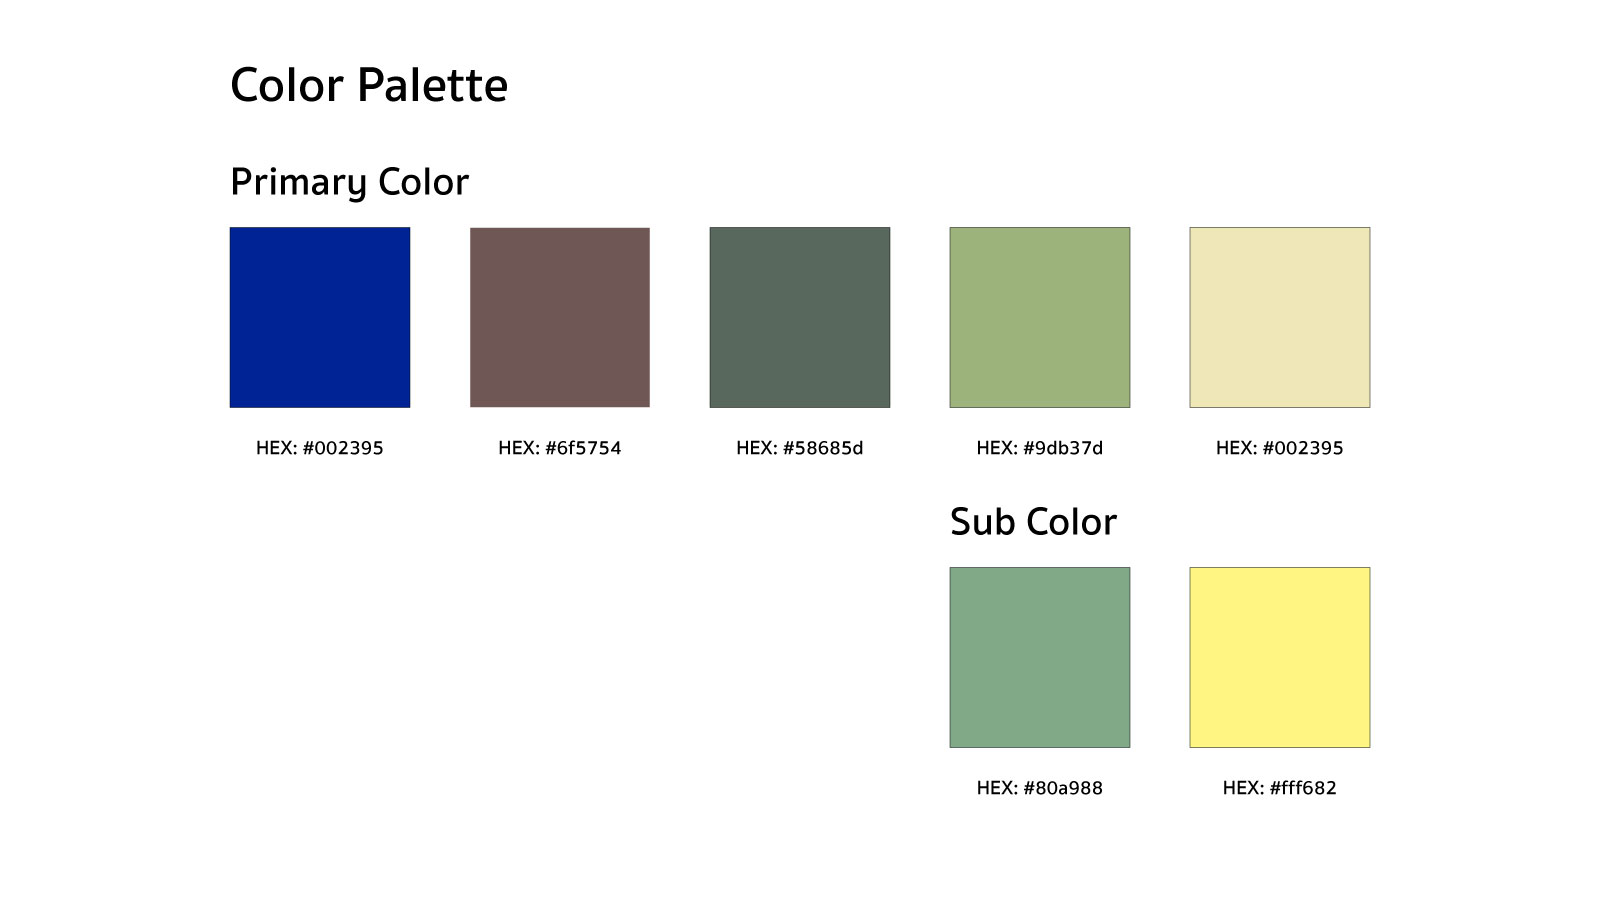 Color Palette
Primary Color
HEX: #002395
HEX: #6f5754
HEX: #58685d
HEX: #9db37d
HEX: #002395
Sub Color
HEX: #80a988
HEX: #fff682